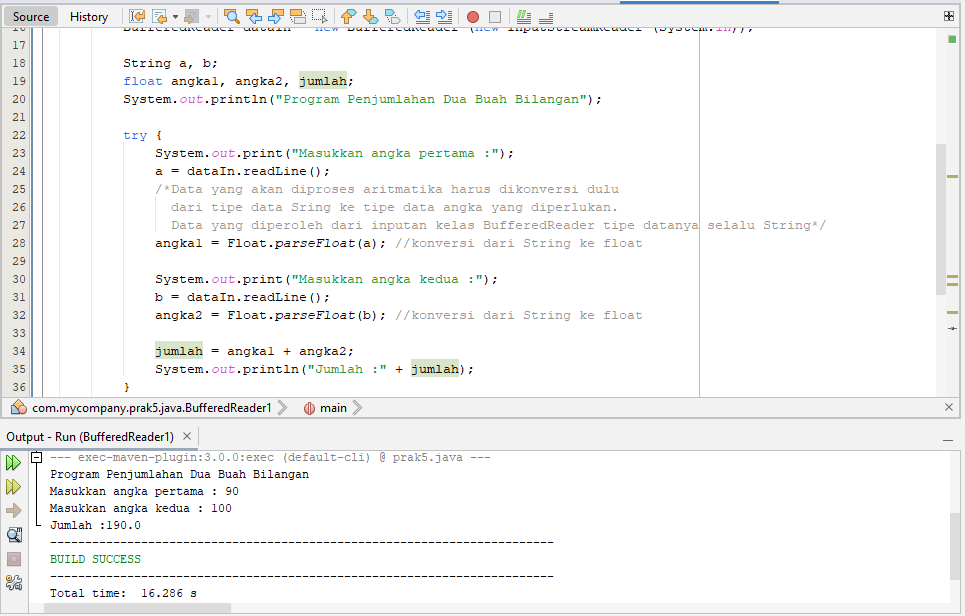 Source History
16 BufferedReader dataIn = new BufferedReader (new InputStreamReader (System.in));
17
18 String a, b;
19 float angka1, angka2, jumlah;
20 System.out.println("Program Penjumlahan Dua Buah Bilangan");
21
22 try {
23 System.out.print("Masukkan angka pertama :");
24 a = dataIn.readLine();
25 /*Data yang akan diproses aritmatika harus dikonversi dulu
26 dari tipe data Sring ke tipe data angka yang diperlukan.
27 Data yang diperoleh dari inputan kelas BufferedReader tipe datanya selalu String*/
28 angka1 = Float.parseFloat(a); //konversi dari String ke float
29
30 System.out.print("Masukkan angka kedua :");
31 b = dataIn.readLine();
32 angka2 = Float.parseFloat(b); //konversi dari String ke float
33
34 jumlah = angka1 + angka2;
35 System.out.println("Jumlah :" + jumlah);
36 }
com.mycompany.prak5.java.BufferedReader1 main
Output - Run (BufferedReader1)
--- exec-maven-plugin:3.0.0:exec (default-cli) @ prak5.java ---
Program Penjumlahan Dua Buah Bilangan
Masukkan angka pertama : 90
Masukkan angka kedua : 100
Jumlah :190.0
------------------------------------------------------------------------
BUILD SUCCESS
------------------------------------------------------------------------
Total time:  16.286 s